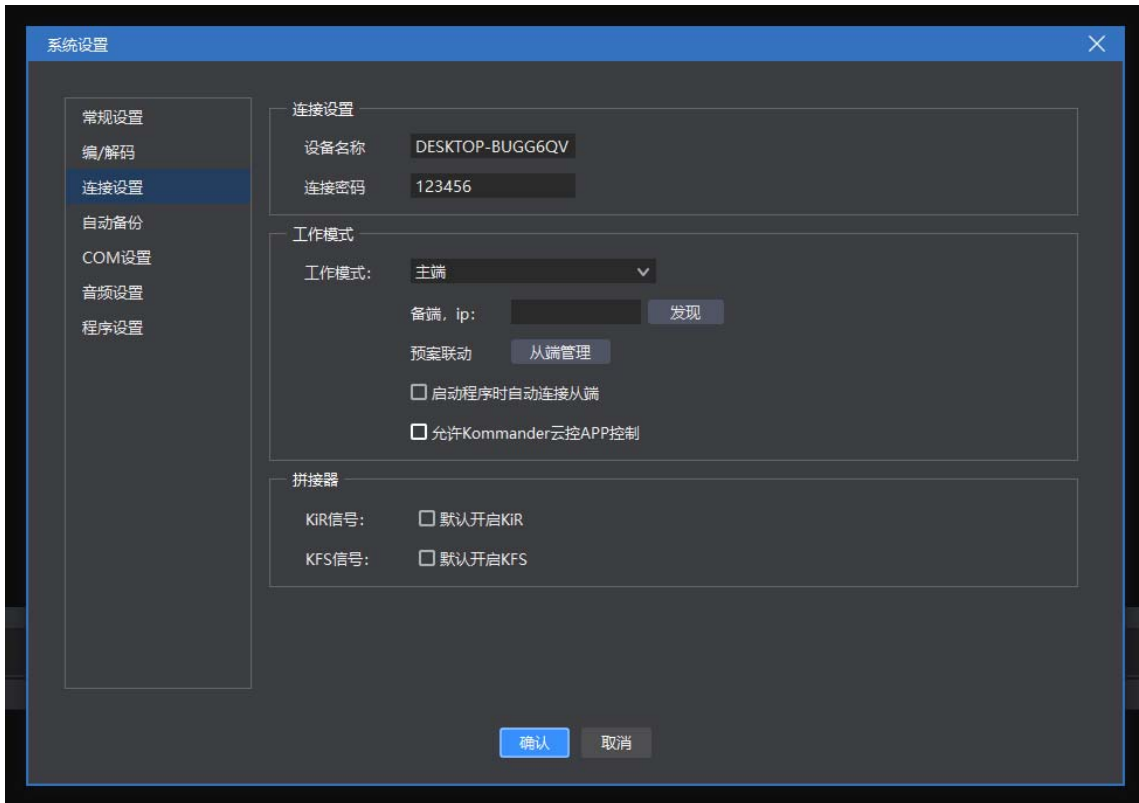 系统设置
常规设置
编/解码
连接设置
自动备份
COM设置
音频设置
程序设置
连接设置
设备名称 DESKTOP-BUGG6QV
连接密码 123456
工作模式
工作模式: 主端
备端, ip: 发现
预案联动 从端管理
启动程序时自动连接从端
允许Kommander云控APP控制
拼接器
KiR信号: 默认开启KiR
KFS信号: 默认开启KFS
确认 取消